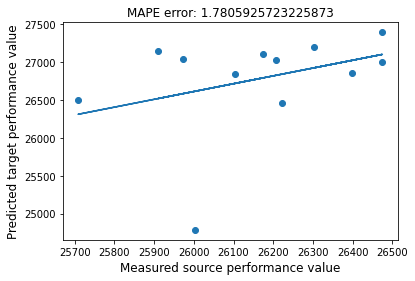 MAPE error: 1.7805925723225873
Predicted target performance value
27500
27000
26500
26000
25500
25000
25700 25800 25900 26000 26100 26200 26300 26400 26500
Measured source performance value